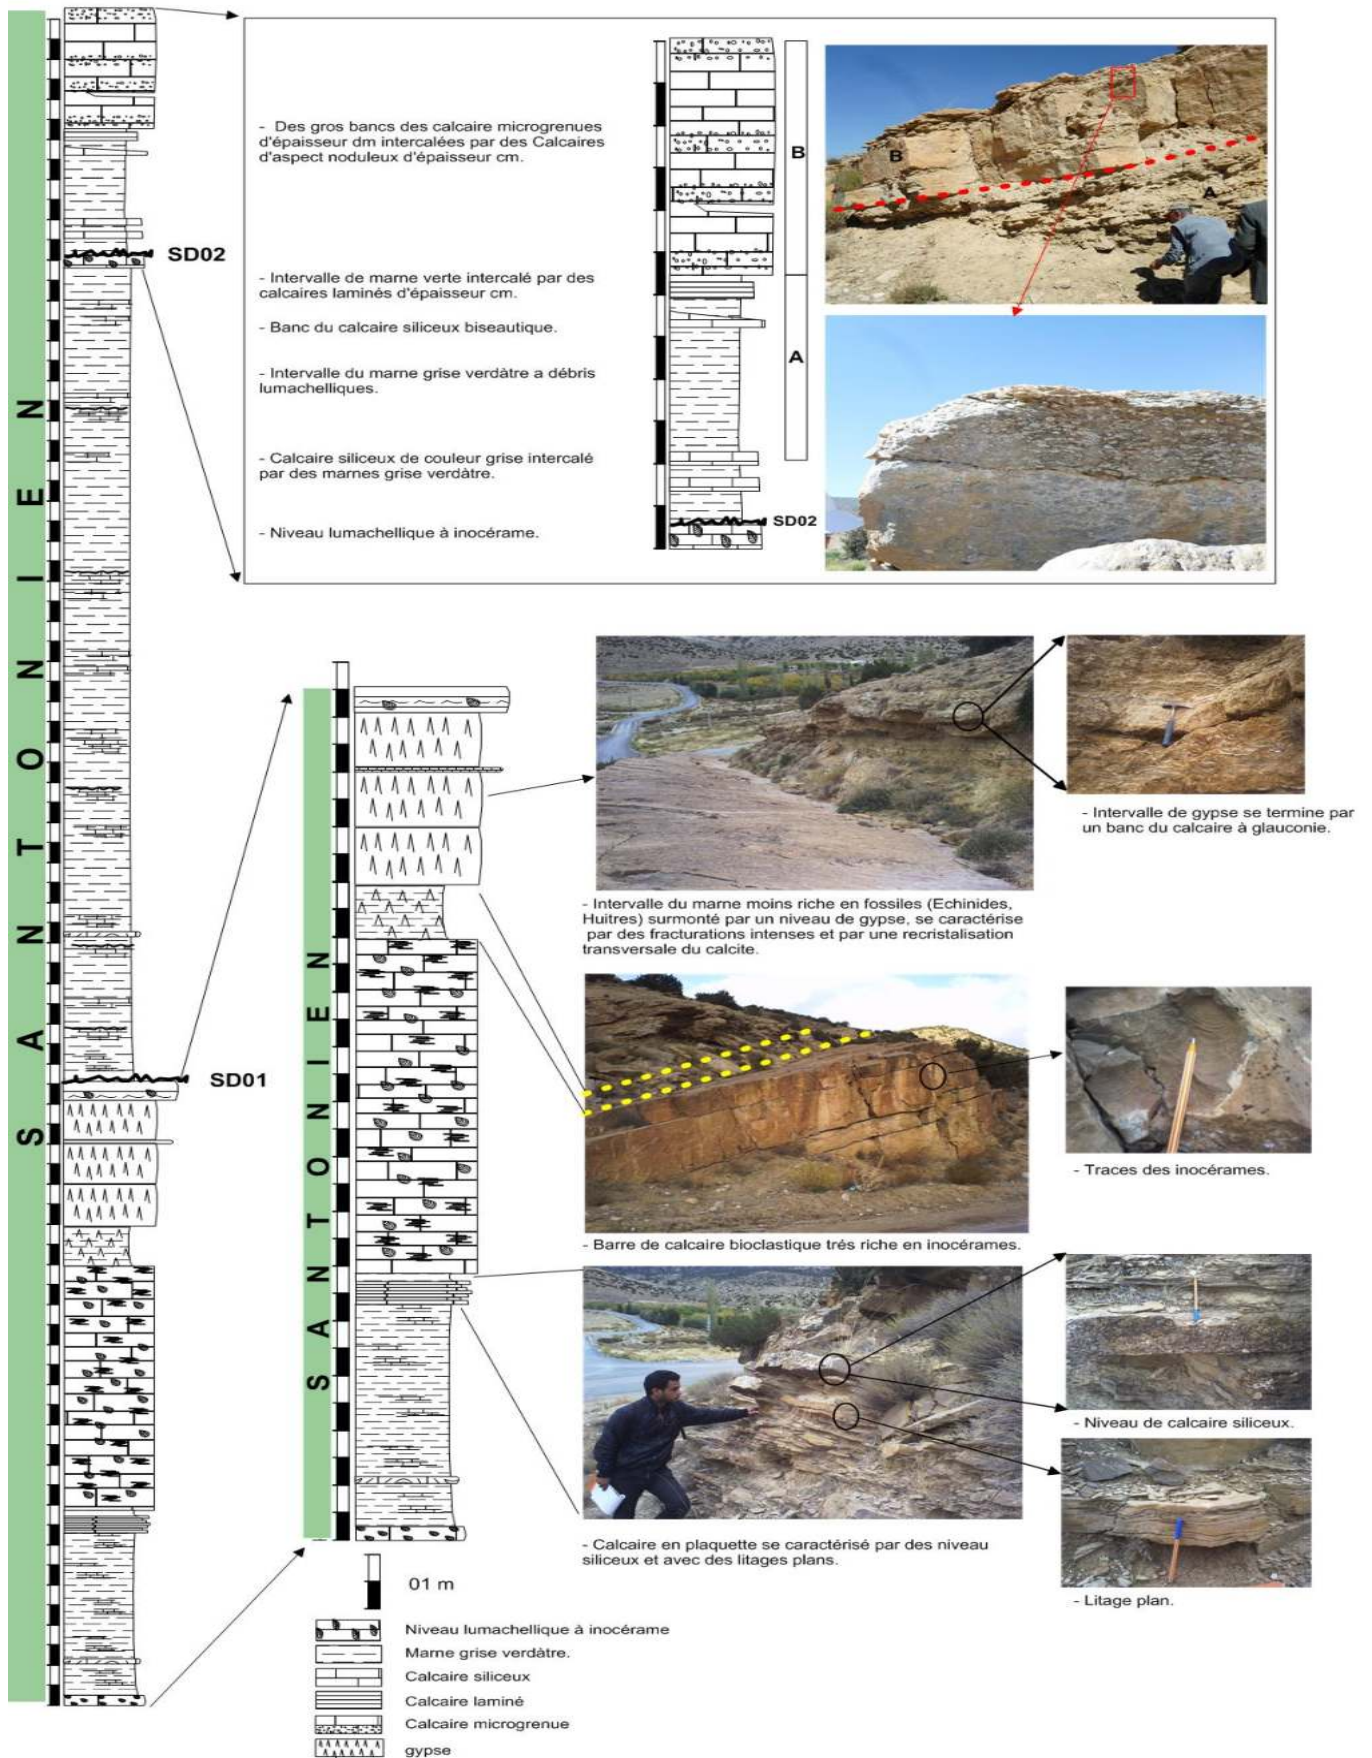 SANTONIEN
- Des gros bancs des calcaire microgrenues
d'épaisseur dm intercalées par des Calcaires
d'aspect noduleux d'épaisseur cm.
- Intervalle de marne verte intercalé par des
calcaires laminés d'épaisseur cm.
- Banc du calcaire siliceux biseautique.
- Intervalle du marne grise verdàtre a débris
lumachelliques.
- Calcaire siliceux de couleur grise intercalé
par des marnes grise verdàtre.
- Niveau lumachellique à inocérame.
B
A
SD02
B
A
SD02
SD01
SANTONIEN
- Intervalle de gypse se termine par
un banc du calcaire à glauconie.
- Intervalle du marne moins riche en fossiles (Echinides,
Huitres) surmonté par un niveau de gypse, se caractérise
par des fracturations intenses et par une recristalisation
transversale du calcite.
- Traces des inocérames.
- Barre de calcaire bioclastique trés riche en inocérames.
- Niveau de calcaire siliceux.
- Calcaire en plaquette se caractérisé par des niveau
siliceux et avec des litages plans.
- Litage plan.
01 m
Niveau lumachellique à inocérame
Marne grise verdàtre.
Calcaire siliceux
Calcaire laminé
Calcaire microgrenue
gypse